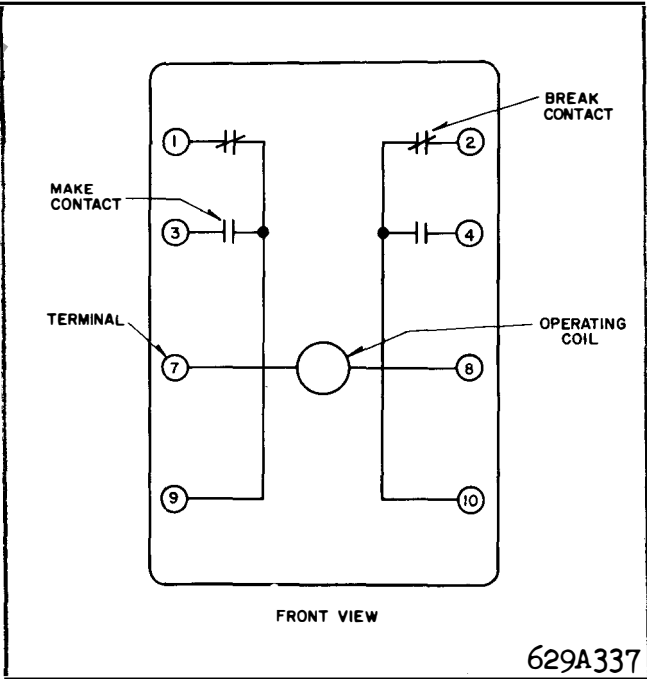 BREAK
CONTACT
1
2
MAKE
CONTACT
3
4
TERMINAL
OPERATING
COIL
7
8
9
10
FRONT VIEW
629A337